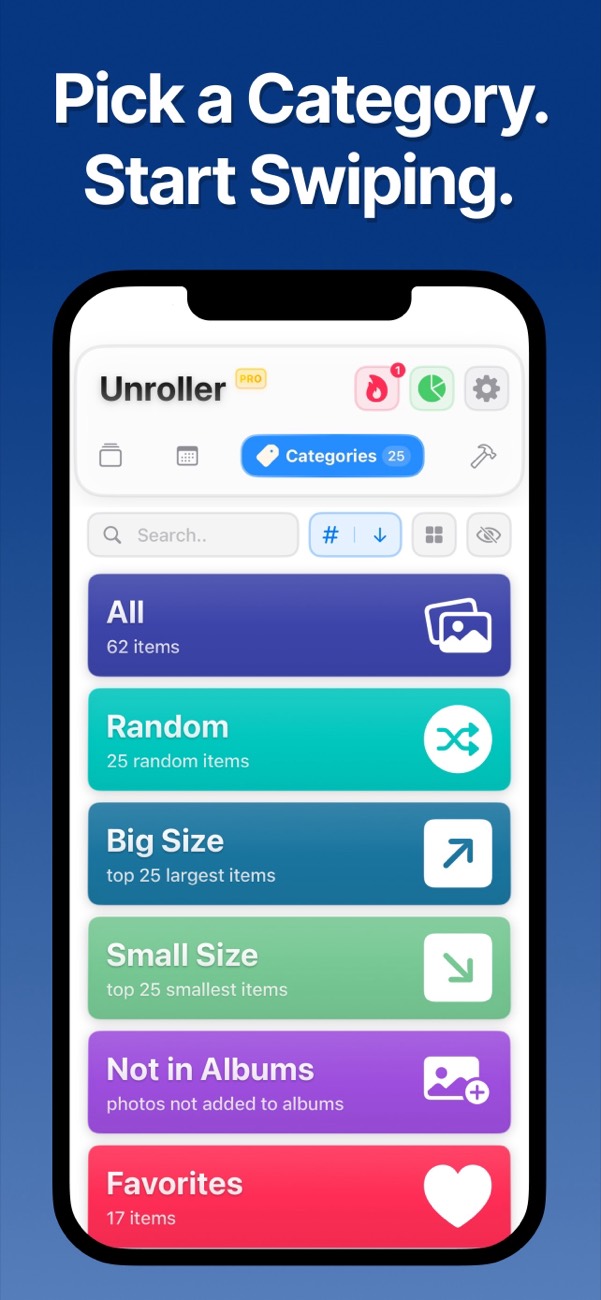 Pick a Category.
Start Swiping.
Unroller PRO
1
Categories 25
Search..
#
All
62 items
Random
25 random items
Big Size
top 25 largest items
Small Size
top 25 smallest items
Not in Albums
photos not added to albums
Favorites
17 items